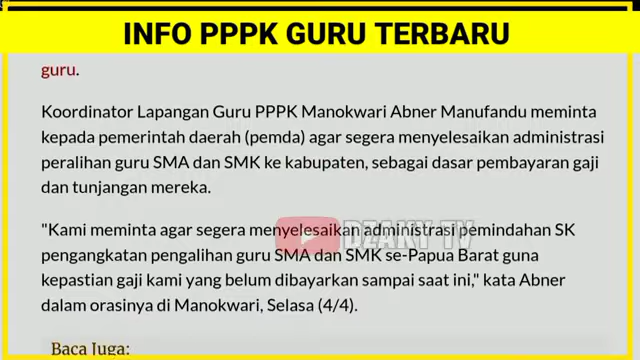 INFO PPPK GURU TERBARU
guru.
Koordinator Lapangan Guru PPPK Manokwari Abner Manufandu meminta
kepada pemerintah daerah (pemda) agar segera menyelesaikan administrasi
peralihan guru SMA dan SMK ke kabupaten, sebagai dasar pembayaran gaji
dan tunjangan mereka.
"Kami meminta agar segera menyelesaikan administrasi pemindahan SK
DZAKY TV
pengangkatan pengalihan guru SMA dan SMK se-Papua Barat guna
kepastian gaji kami yang belum dibayarkan sampai saat ini," kata Abner
dalam orasinya di Manokwari, Selasa (4/4).
Baca Juga: